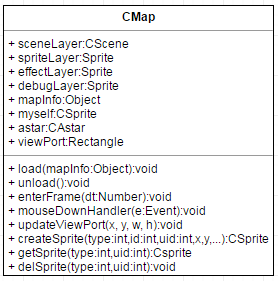 CMap
+ sceneLayer:CScene
+ spriteLayer:Sprite
+ effectLayer:Sprite
+ debugLayer:Sprite
+ mapInfo:Object
+ myself:CSprite
+ astar:CAstar
+ viewPort:Rectangle
+ load(mapInfo:Object):void
+ unload():void
+ enterFrame(dt:Number):void
+ mouseDownHandler(e:Event):void
+ updateViewPort(x, y, w, h):void
+ createSprite(type:int,id:int,uid:int,x,y,...):CSprite
+ getSprite(type:int,uid:int):Csprite
+ delSprite(type:int,uid:int):void